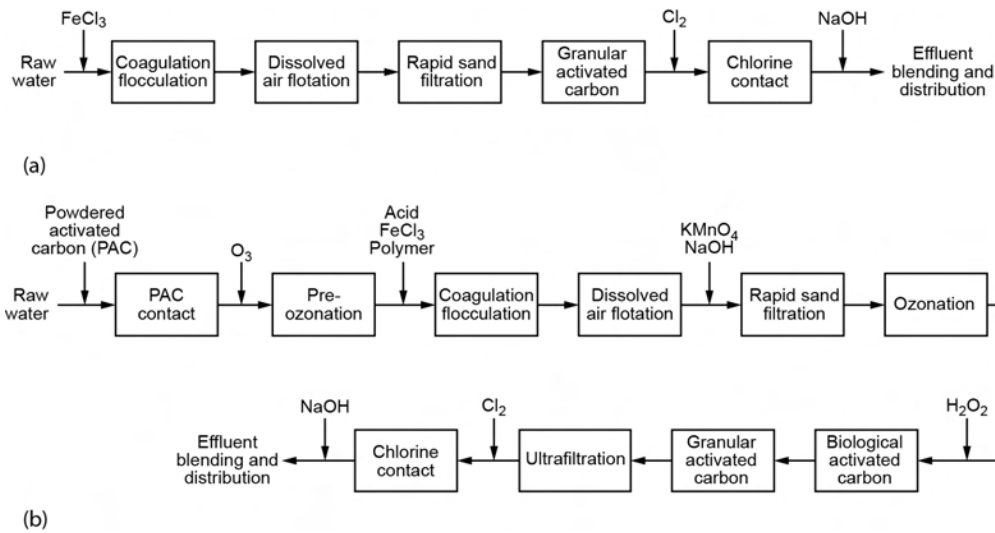 FeCl3
Cl2
NaOH
Raw
water
Coagulation
flocculation
Dissolved
air flotation
Rapid sand
filtration
Granular
activated
carbon
Chlorine
contact
Effluent
blending and
distribution
(a)
Powdered
activated
carbon (PAC)
O3
Acid
FeCl3
Polymer
KMnO4
NaOH
Raw
water
PAC
contact
Pre-
ozonation
Coagulation
flocculation
Dissolved
air flotation
Rapid sand
filtration
Ozonation
NaOH
Cl2
H2O2
Effluent
blending and
distribution
Chlorine
contact
Ultrafiltration
Granular
activated
carbon
Biological
activated
carbon
(b)